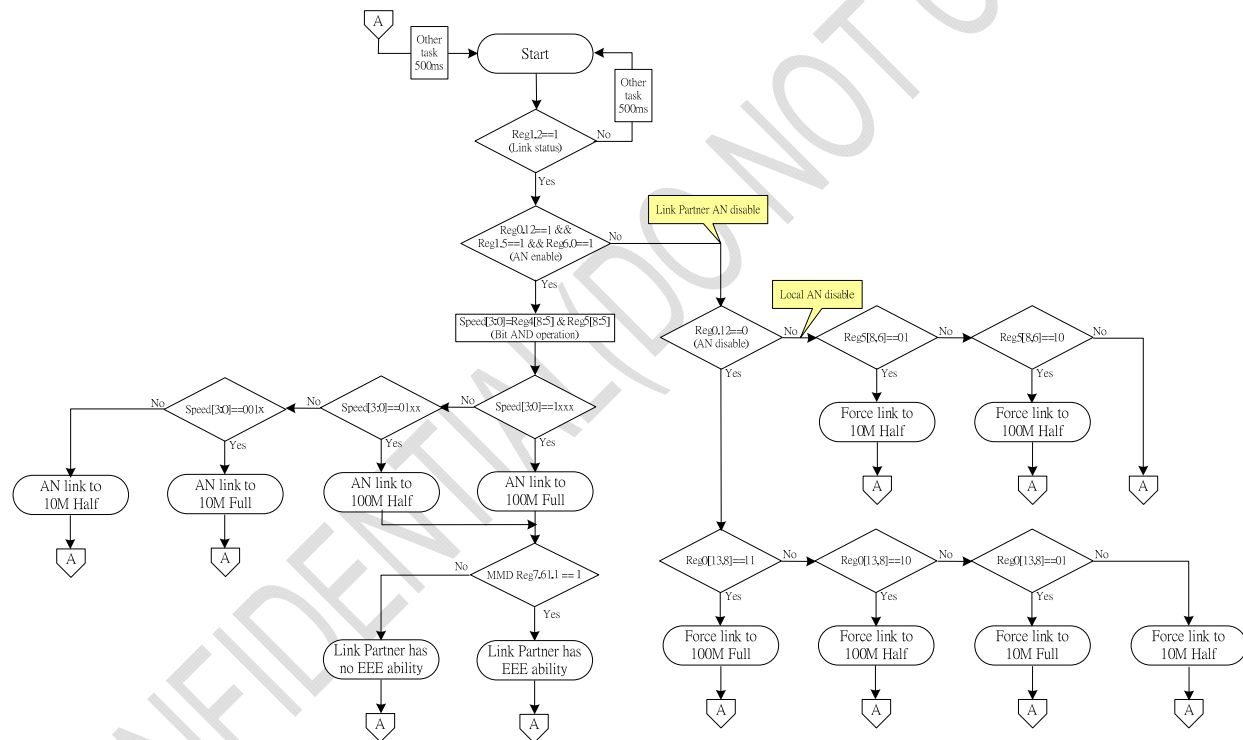 A
Other
task
500ms
Start
Other
task
500ms
Reg1.2==1
(Link status)
No
Yes
Link Partner AN disable
Reg0.12==1 &&
Reg1.5==1 && Reg6.0==1
(AN enable)
No
Yes
Local AN disable
Speed[3:0]=Reg4[8:5] & Reg5[8:5]
(Bit AND operation)
Reg0.12==0
(AN disable)
No
Reg5[8,6]==01
No
Reg5[8,6]==10
No
Yes
Yes
Yes
No
Speed[3:0]==001x
No
Speed[3:0]==01xx
No
Speed[3:0]==1xxx
Yes
Yes
Yes
Force link to
10M Half
Force link to
100M Half
AN link to
10M Half
AN link to
10M Full
AN link to
100M Half
AN link to
100M Full
A
A
A
A
A
MMD Reg7.61.1 == 1
No
Yes
Reg0[13,8]==11
No
Reg0[13,8]==10
No
Reg0[13,8]==01
No
Yes
Yes
Yes
Link Partner has
no EEE ability
Link Partner has
EEE ability
Force link to
100M Full
Force link to
100M Half
Force link to
10M Full
Force link to
10M Half
A
A
A
A
A
A
NFIDENTIAL (DO NOT C